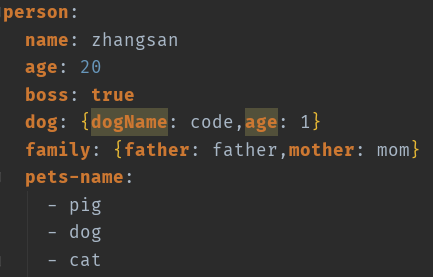 person:
  name: zhangsan
  age: 20
  boss: true
  dog: {dogName: code,age: 1}
  family: {father: father,mother: mom}
  pets-name:
    - pig
    - dog
    - cat